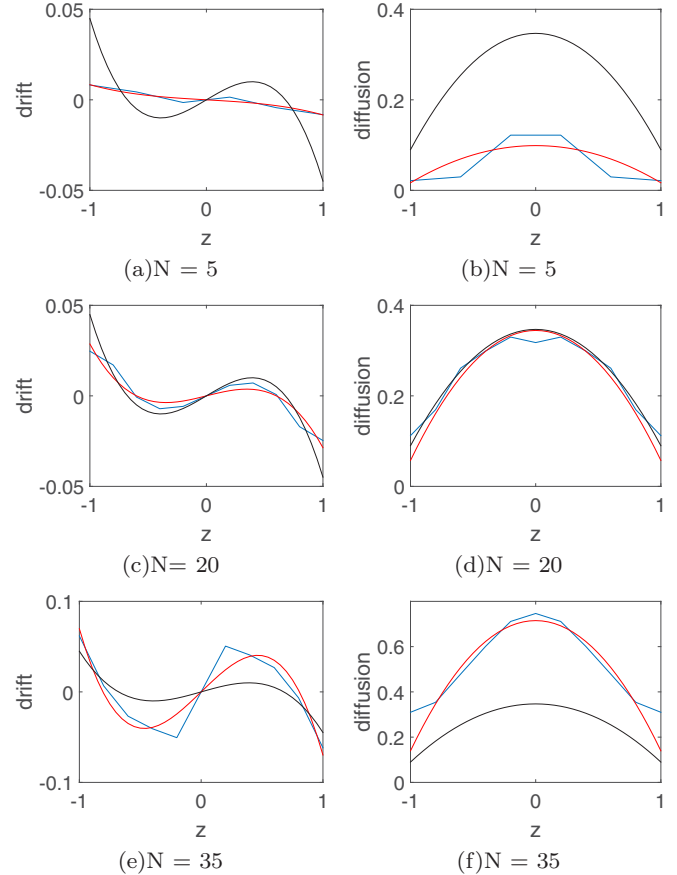 0.05
drift
0
-0.05
-1
0
1
z
(a)N = 5
0.4
diffusion
0.2
0
-1
0
1
z
(b)N = 5
0.05
drift
0
-0.05
-1
0
1
z
(c)N= 20
0.4
diffusion
0.2
0
-1
0
1
z
(d)N = 20
0.1
drift
0
-0.1
-1
0
1
z
(e)N = 35
0.6
diffusion
0.4
0.2
0
-1
0
1
z
(f)N = 35